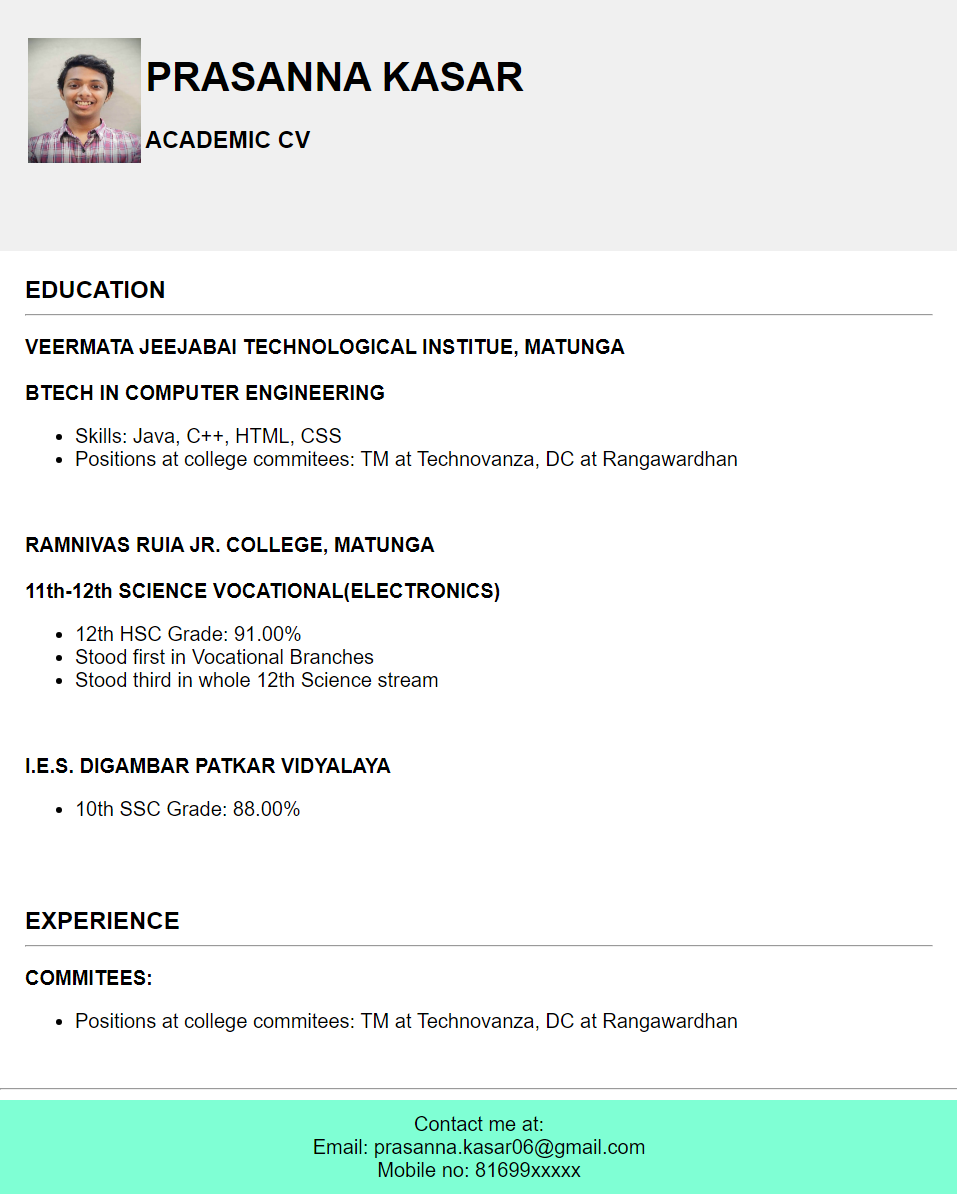 PRASANNA KASAR
ACADEMIC CV
EDUCATION
VEERMATA JEEJABAI TECHNOLOGICAL INSTITUE, MATUNGA
BTECH IN COMPUTER ENGINEERING
• Skills: Java, C++, HTML, CSS
• Positions at college commitees: TM at Technovanza, DC at Rangawardhan
RAMNIVAS RUIA JR. COLLEGE, MATUNGA
11th-12th SCIENCE VOCATIONAL(ELECTRONICS)
• 12th HSC Grade: 91.00%
• Stood first in Vocational Branches
• Stood third in whole 12th Science stream
I.E.S. DIGAMBAR PATKAR VIDYALAYA
• 10th SSC Grade: 88.00%
EXPERIENCE
COMMITEES:
• Positions at college commitees: TM at Technovanza, DC at Rangawardhan
Contact me at:
Email: prasanna.kasar06@gmail.com
Mobile no: 81699xxxxx